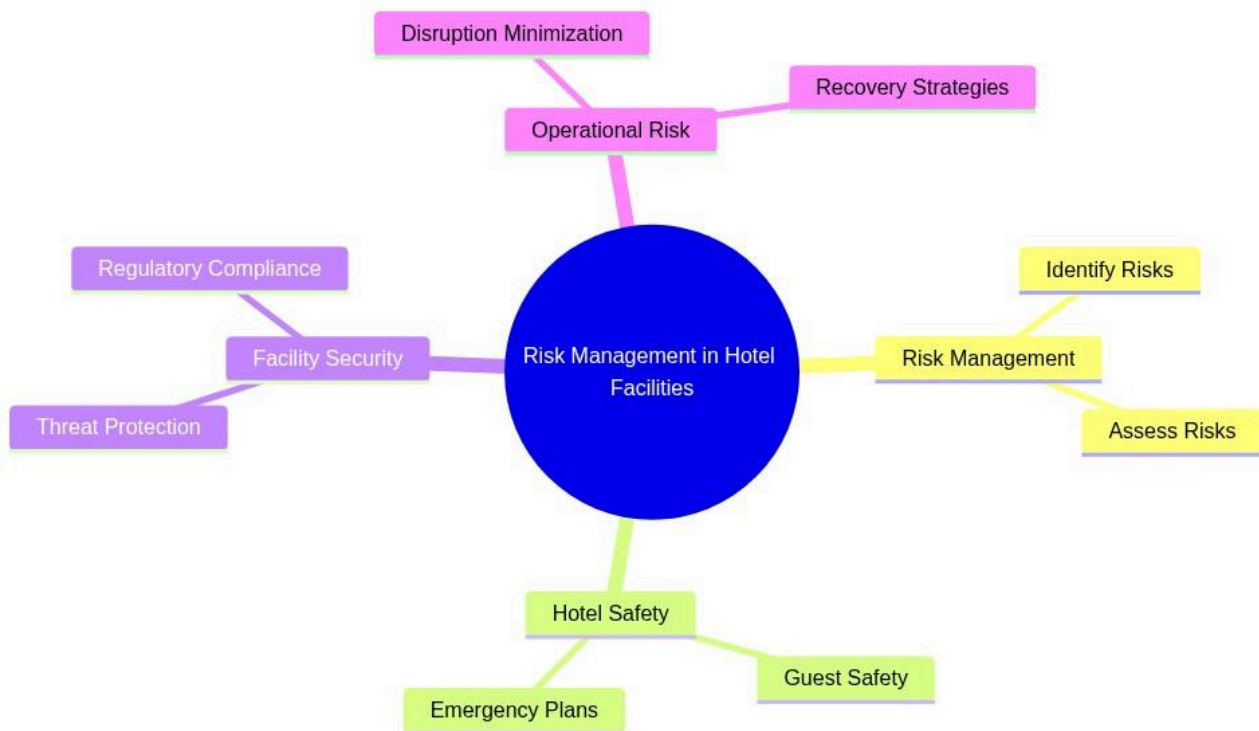 Disruption Minimization
Recovery Strategies
Operational Risk
Regulatory Compliance
Identify Risks
Facility Security
Risk Management in Hotel
Facilities
Risk Management
Threat Protection
Assess Risks
Hotel Safety
Guest Safety
Emergency Plans